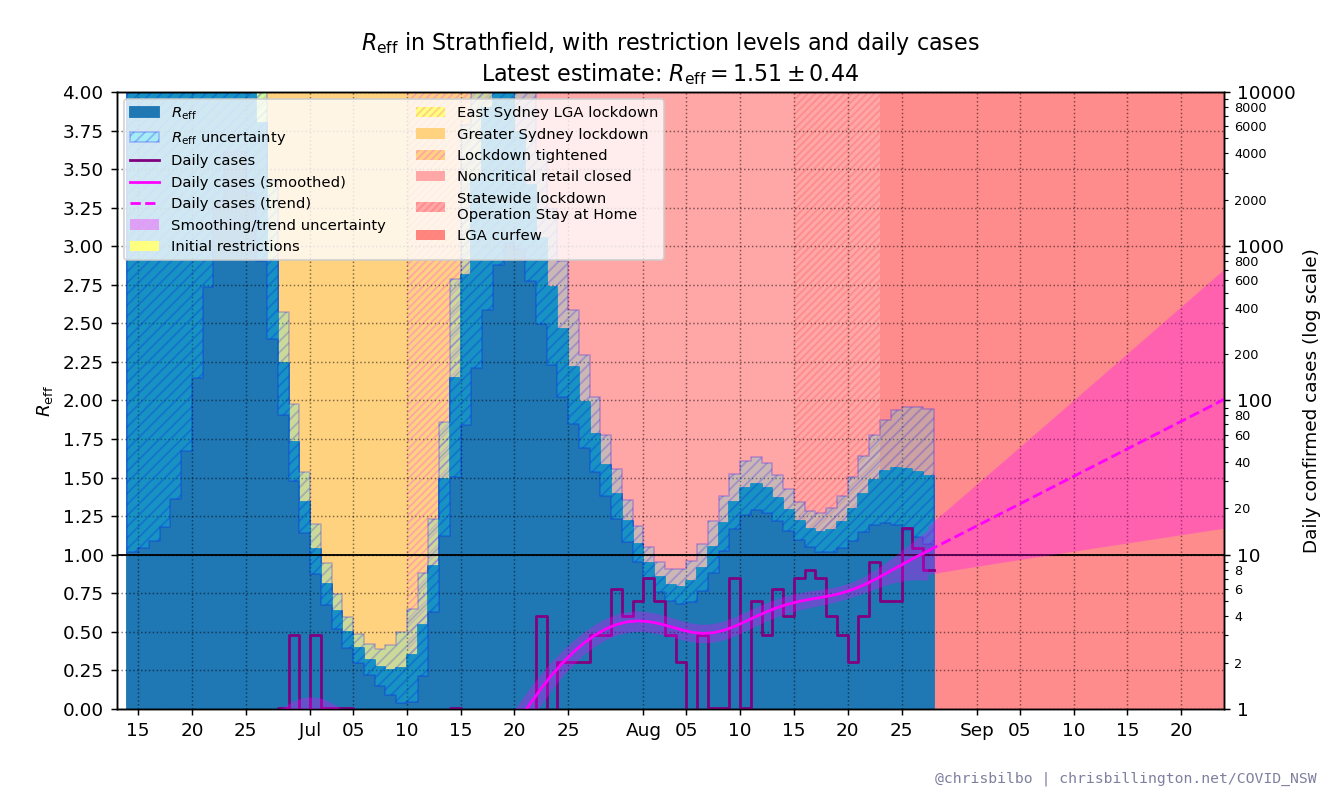 R_eff in Strathfield, with restriction levels and daily cases
Latest estimate: R_eff = 1.51 ± 0.44
R_eff
R_eff uncertainty
Daily cases
Daily cases (smoothed)
Daily cases (trend)
Smoothing/trend uncertainty
Initial restrictions
East Sydney LGA lockdown
Greater Sydney lockdown
Lockdown tightened
Noncritical retail closed
Statewide lockdown
Operation Stay at Home
LGA curfew
R_eff
4.00
3.75
3.50
3.25
3.00
2.75
2.50
2.25
2.00
1.75
1.50
1.25
1.00
0.75
0.50
0.25
0.00
10000
8000
6000
4000
2000
1000
800
600
400
200
100
80
60
40
20
10
8
6
4
2
1
Daily confirmed cases (log scale)
15 20 25 Jul 05 10 15 20 25 Aug 05 10 15 20 25 Sep 05 10 15 20
@chrisbilbo | chrisbillington.net/COVID_NSW